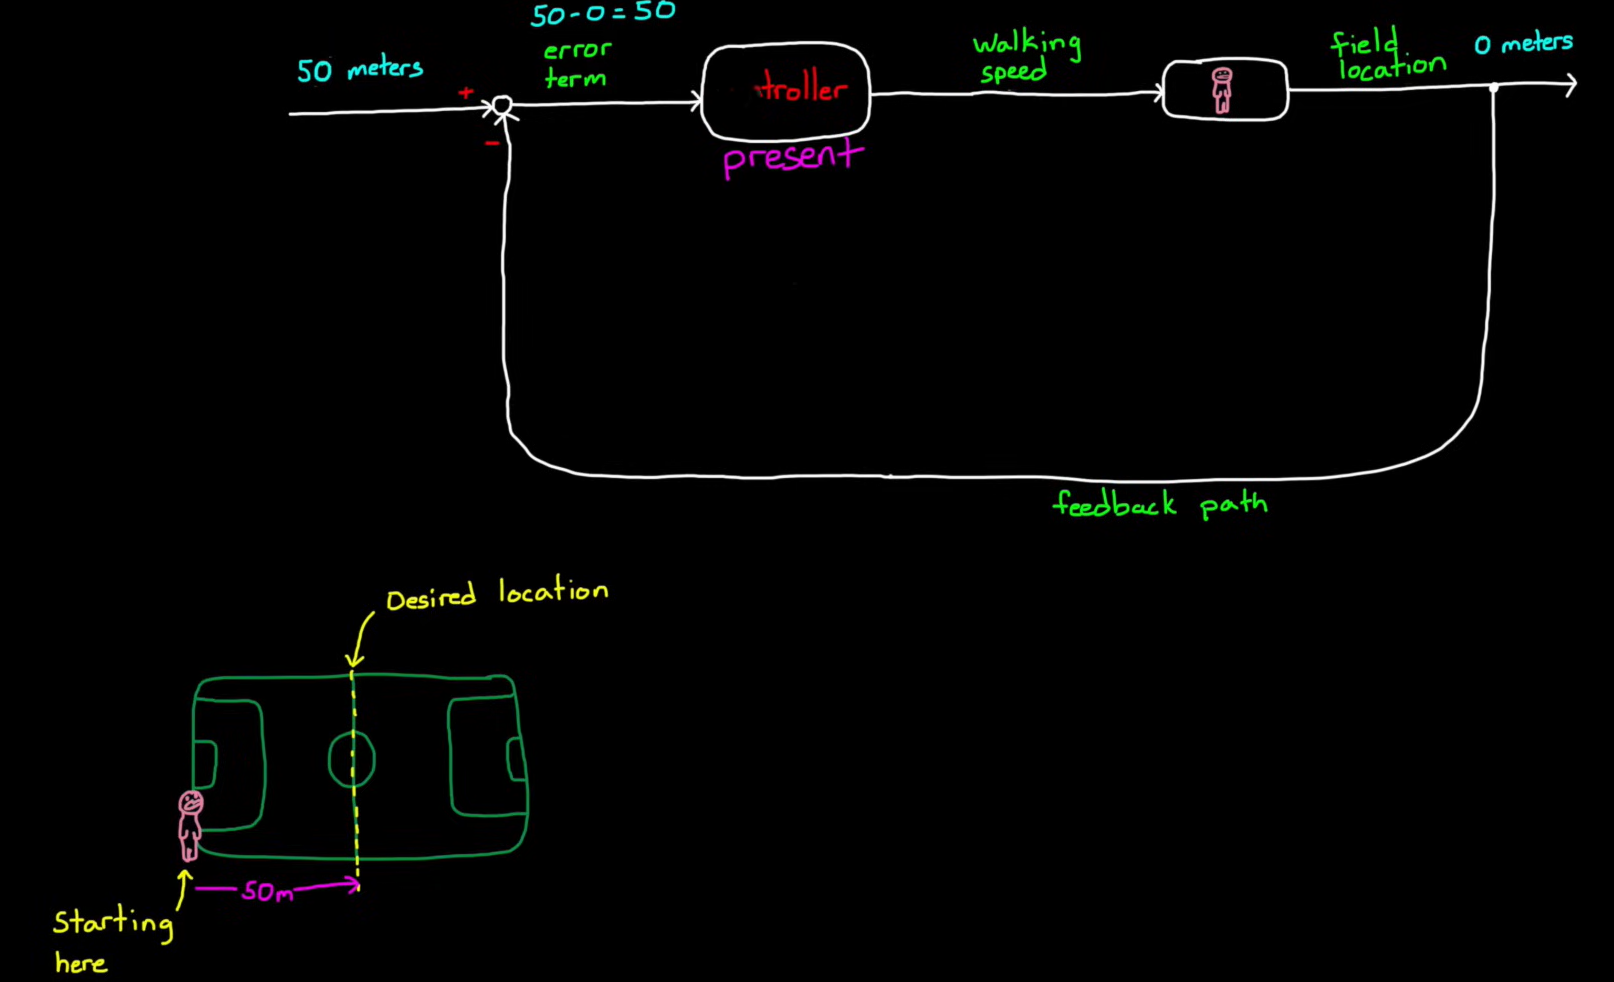 50-0=50
error
term
50 meters
+
-
troller
present
walking
speed
field
location
0 meters
feedback path
Desired location
50m
Starting
here